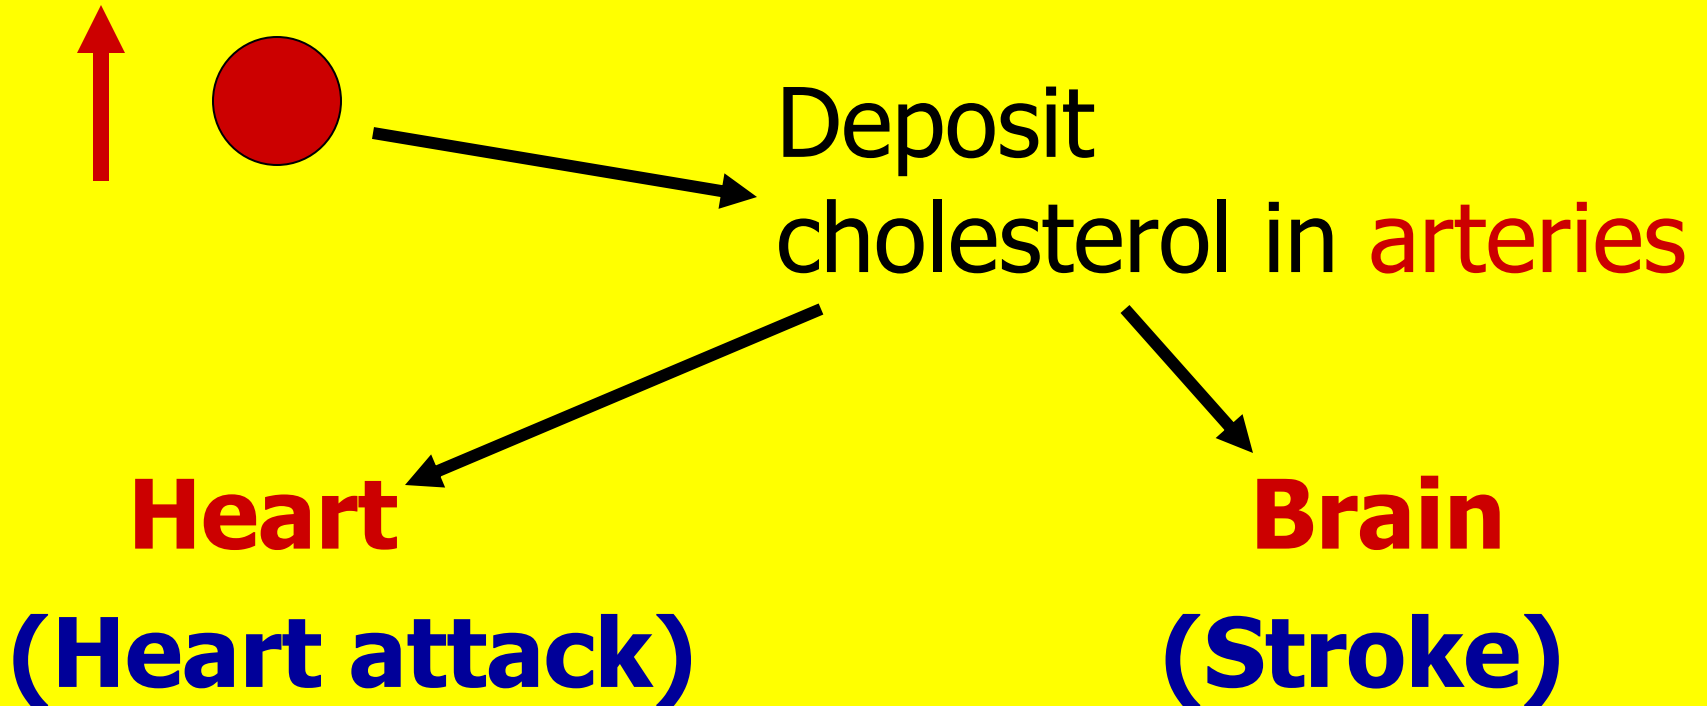 Deposit
cholesterol in arteries
Heart
Brain
(Heart attack)
(Stroke)